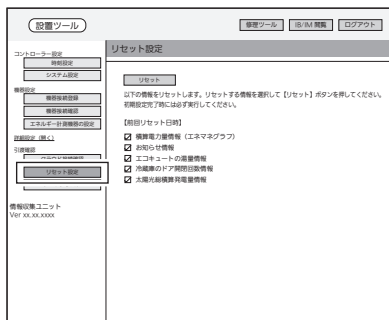 設置ツール
修理ツール
IB/IM 閲覧
ログアウト
コントローラー設定
時刻設定
システム設定
機器設定
機器接続登録
機器接続確認
エネルギー計測機器の設定
詳細設定（開く）
引渡確認
リセット設定
情報収集ユニット
Ver xx.xx.xxxx
リセット設定
リセット
以下の情報をリセットします。リセットする情報を選択して【リセット】ボタンを押してください。
初期設定完了時には必ず実行してください。
【前回リセット日時】
積算電力量情報（エネマネグラフ）
お知らせ情報
エコキュートの湯量情報
冷蔵庫のドア開閉回数情報
太陽光総積算発電量情報